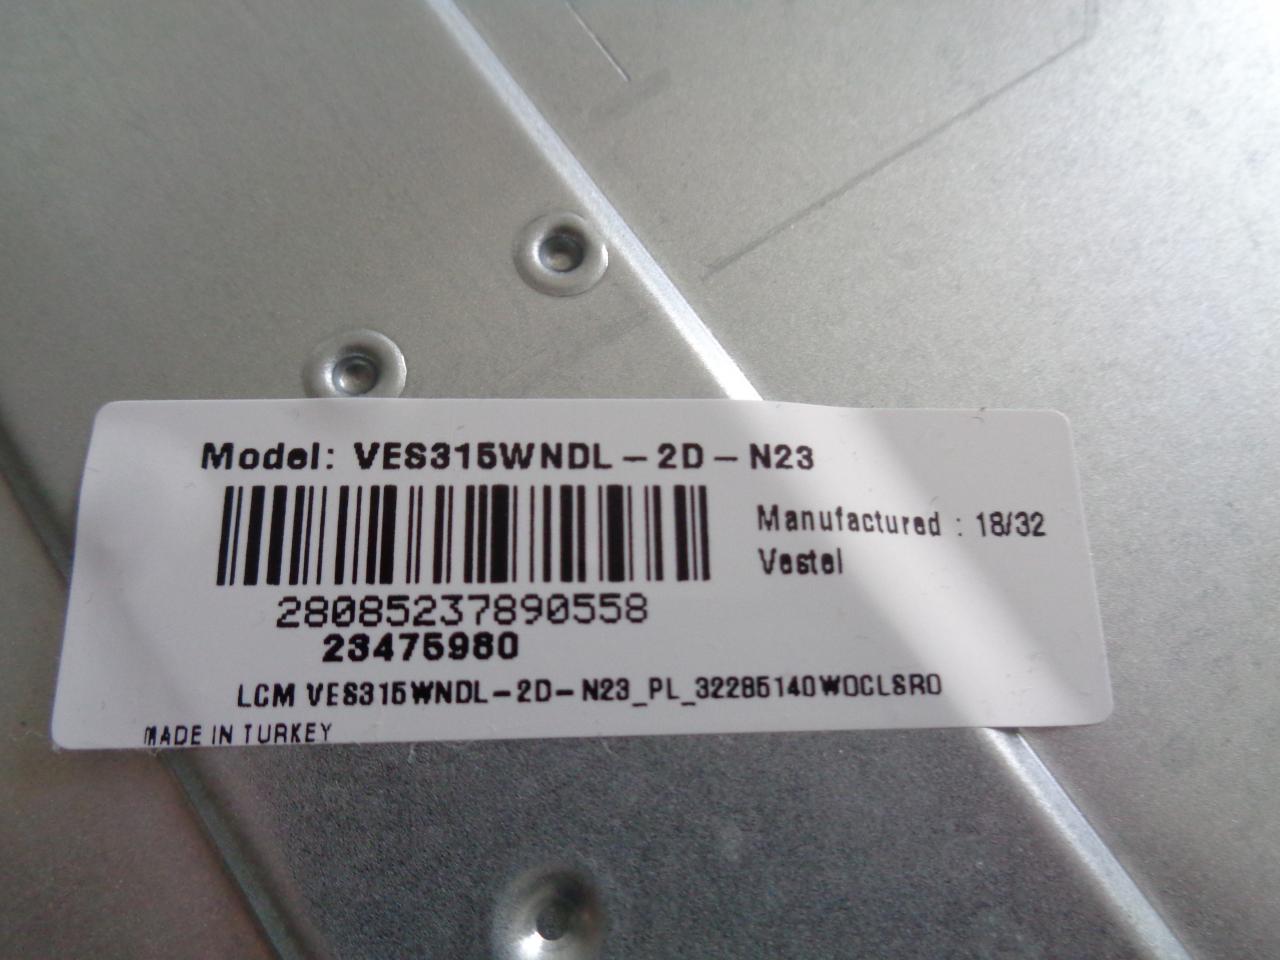 Model: VES315WNDL-2D-N23
Manufactured : 18/32
Vestel
28085237890558
23475980
LCM VES315WNDL-2D-N23_PL_32285140WOCLSRO
MADE IN TURKEY